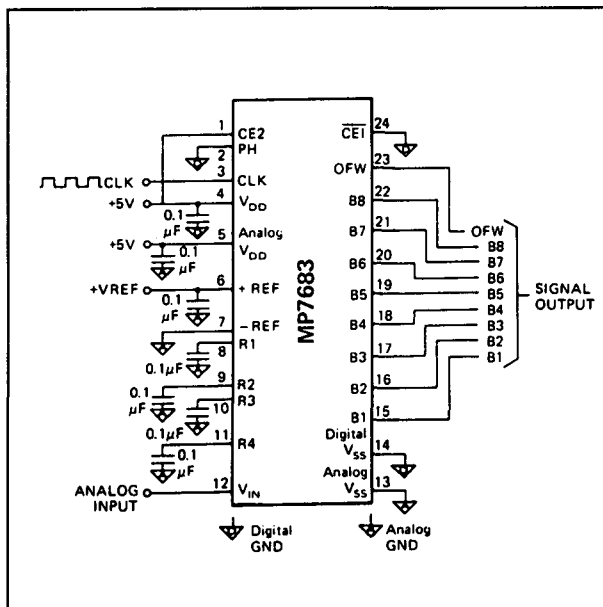 1
CE2
2
PH
CLK
3
CLK
+5V
4
VDD
0.1
μF
+5V
5
Analog
VDD
0.1
μF
+VREF
6
+ REF
0.1
μF
7
– REF
R1
0.1μF
8
9
R2
0.1
μF
R3
10
0.1μF
11
R4
0.1
μF
ANALOG
INPUT
12
VIN
MP7683
CE1
24
OFW
23
B8
22
B7
21
B6
20
B5
19
B4
18
B3
17
B2
16
B1
15
Digital
VSS
14
Analog
VSS
13
OFW
B8
B7
B6
B5
B4
B3
B2
B1
SIGNAL
OUTPUT
Digital
GND
Analog
GND